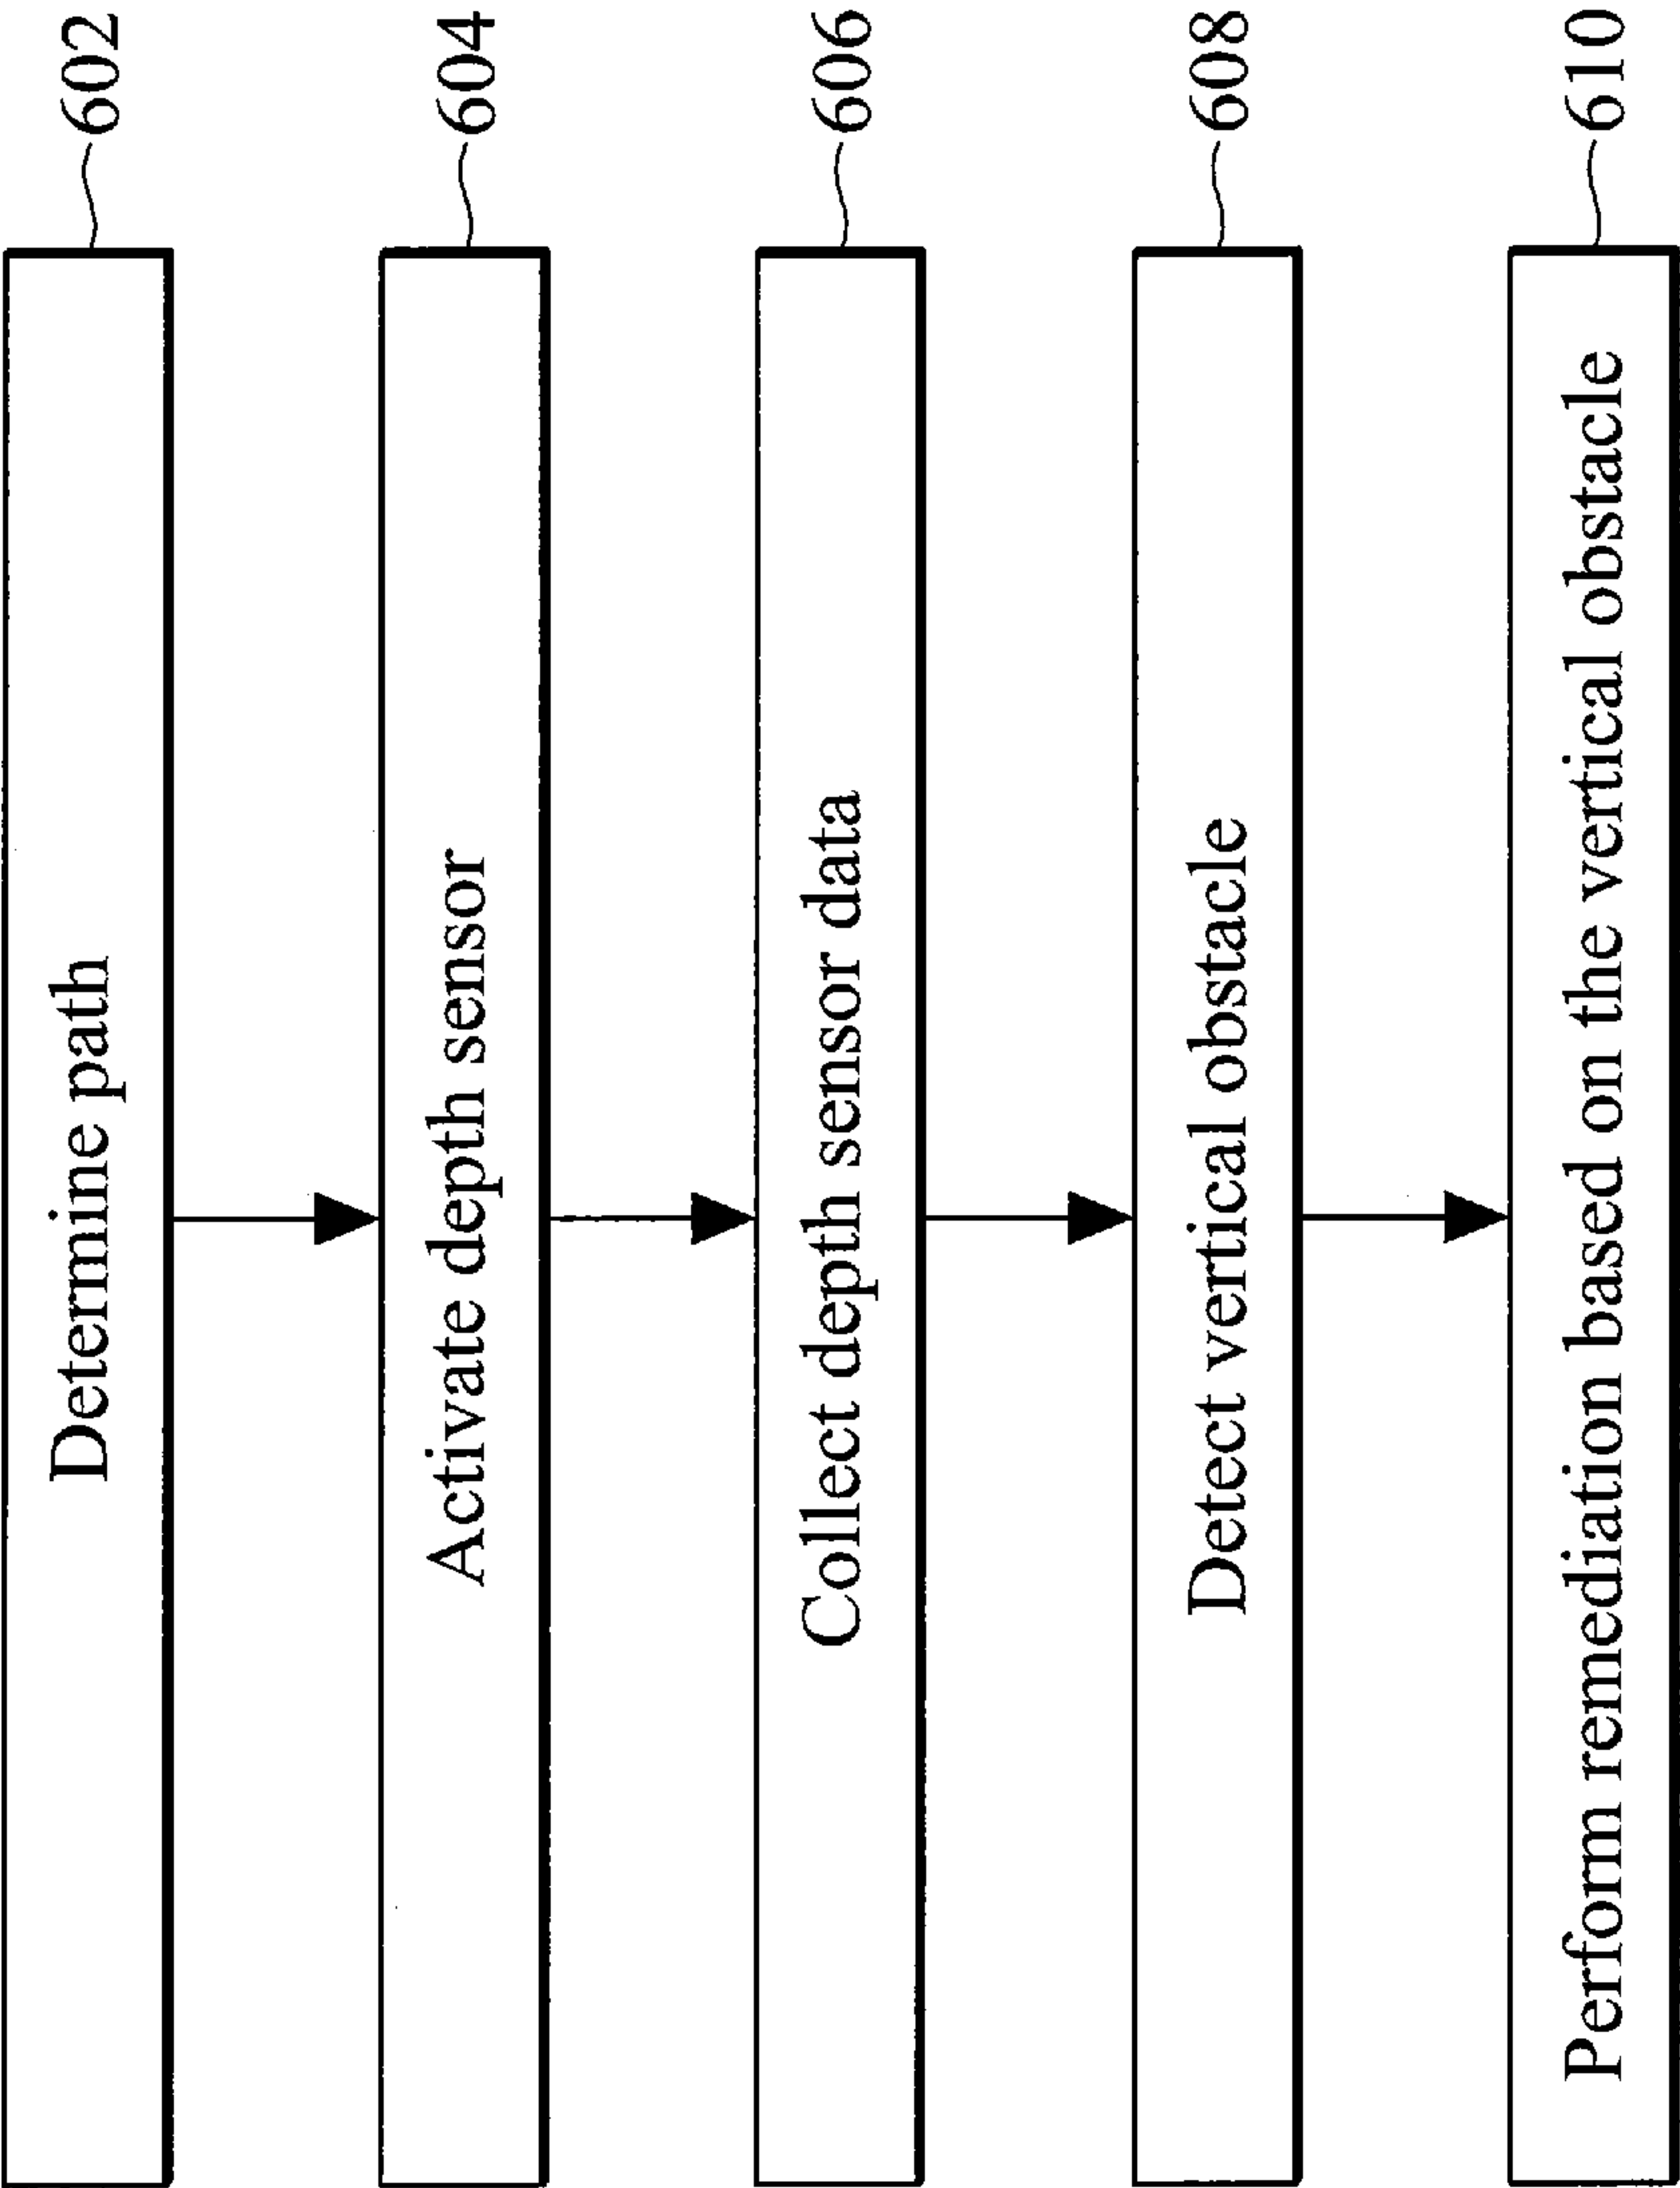 Determine path
602
Activate depth sensor
604
Collect depth sensor data
606
Detect vertical obstacle
608
Perform remediation based on the vertical obstacle
610